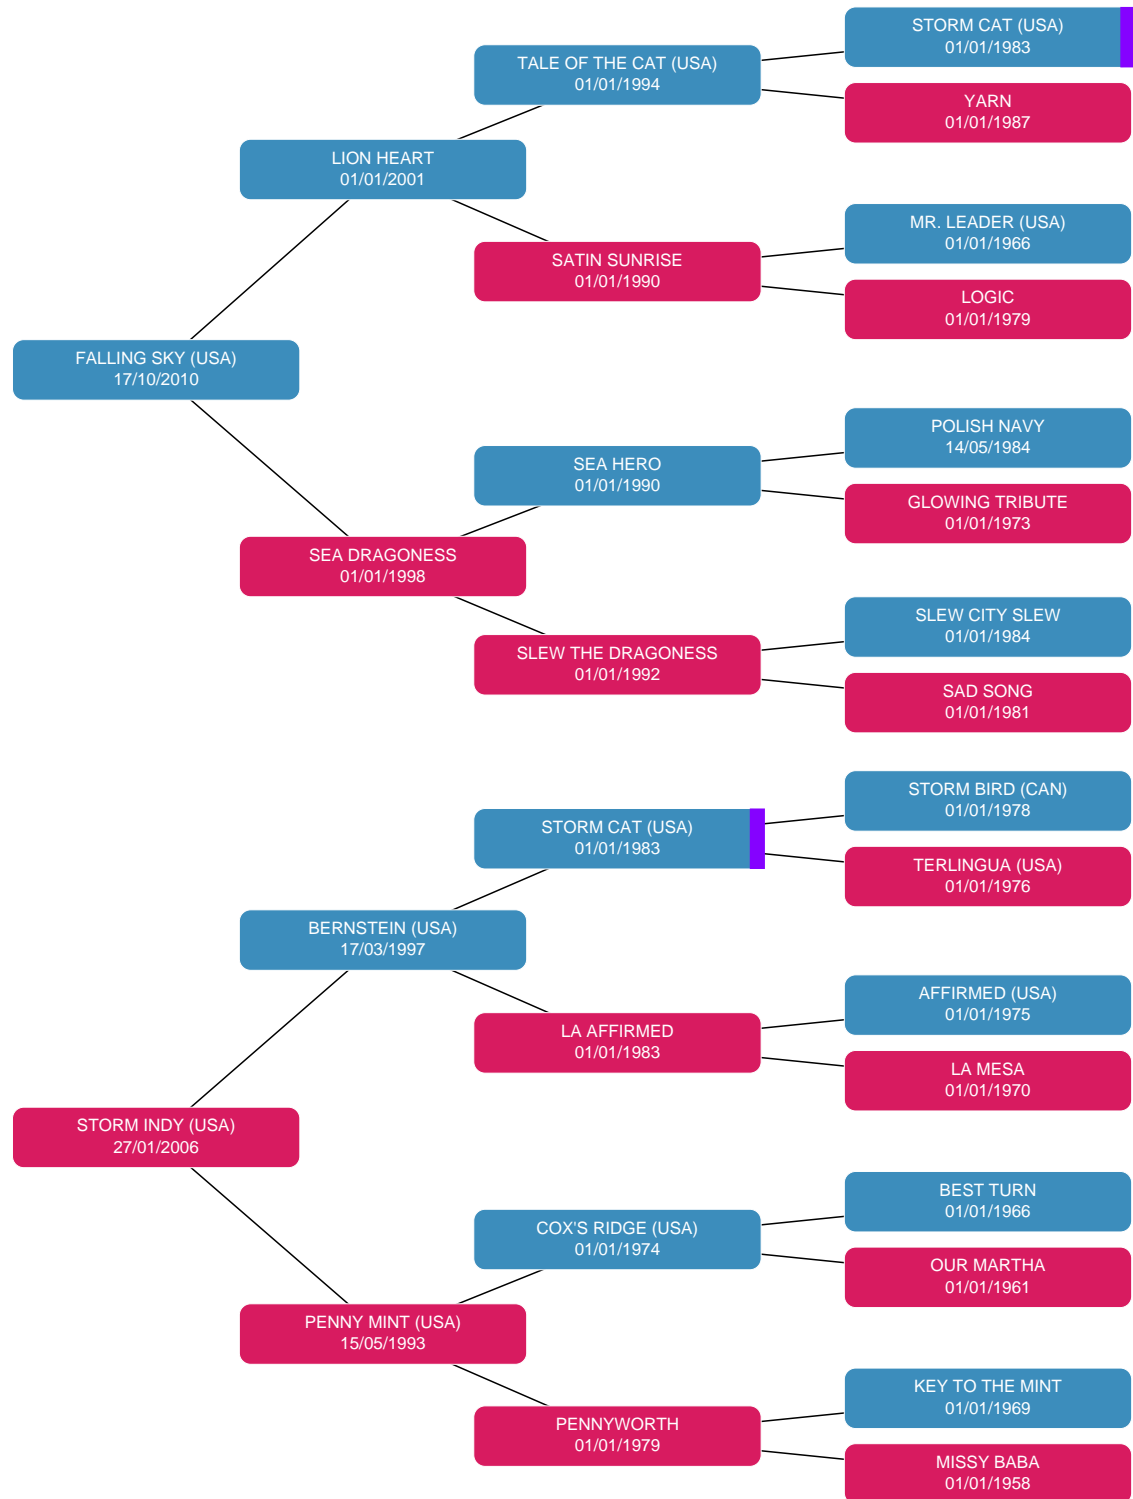 STORM CAT (USA)
01/01/1983
TALE OF THE CAT (USA)
01/01/1994
YARN
01/01/1987
LION HEART
01/01/2001
MR. LEADER (USA)
01/01/1966
SATIN SUNRISE
01/01/1990
LOGIC
01/01/1979
FALLING SKY (USA)
17/10/2010
POLISH NAVY
14/05/1984
SEA HERO
01/01/1990
GLOWING TRIBUTE
01/01/1973
SEA DRAGONESS
01/01/1998
SLEW CITY SLEW
01/01/1984
SLEW THE DRAGONESS
01/01/1992
SAD SONG
01/01/1981
STORM BIRD (CAN)
01/01/1978
STORM CAT (USA)
01/01/1983
TERLINGUA (USA)
01/01/1976
BERNSTEIN (USA)
17/03/1997
AFFIRMED (USA)
01/01/1975
LA AFFIRMED
01/01/1983
LA MESA
01/01/1970
STORM INDY (USA)
27/01/2006
BEST TURN
01/01/1966
COX'S RIDGE (USA)
01/01/1974
OUR MARTHA
01/01/1961
PENNY MINT (USA)
15/05/1993
KEY TO THE MINT
01/01/1969
PENNYWORTH
01/01/1979
MISSY BABA
01/01/1958